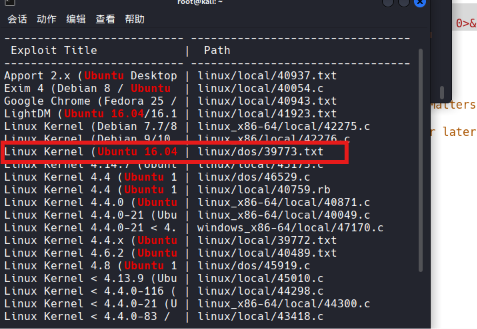 root@kali: ~
会话 动作 编辑 查看 帮助
Exploit Title | Path
Apport 2.x (Ubuntu Desktop | linux/local/40937.txt
Exim 4 (Debian 8 / Ubuntu | linux/local/40054.c
Google Chrome (Fedora 25 / | linux/local/40943.txt
LightDM (Ubuntu 16.04/16.1 | linux/local/41923.txt
Linux Kernel (Debian 7.7/8 | linux_x86-64/local/42275.c
Linux Kernel (Debian 9/10 | linux_x86/local/42276.c
Linux Kernel (Ubuntu 16.04 | linux/dos/39773.txt
Linux Kernel 4.14.7 (Ubunt | linux/local/45175.c
Linux Kernel 4.4 (Ubuntu 1 | linux/dos/46529.c
Linux Kernel 4.4 (Ubuntu 1 | linux/local/40759.rb
Linux Kernel 4.4.0 (Ubuntu | linux_x86-64/local/40871.c
Linux Kernel 4.4.0-21 (Ubu | linux_x86-64/local/40049.c
Linux Kernel 4.4.0-21 < 4. | windows_x86-64/local/47170.c
Linux Kernel 4.4.x (Ubuntu | linux/local/39772.txt
Linux Kernel 4.6.2 (Ubuntu | linux/local/40489.txt
Linux Kernel 4.8 (Ubuntu 1 | linux/dos/45919.c
Linux Kernel < 4.13.9 (Ubu | linux/local/45010.c
Linux Kernel < 4.4.0-116 ( | linux/local/44298.c
Linux Kernel < 4.4.0-21 (U | linux_x86-64/local/44300.c
Linux Kernel < 4.4.0-83 / | linux/local/43418.c
0>&
matters
r later